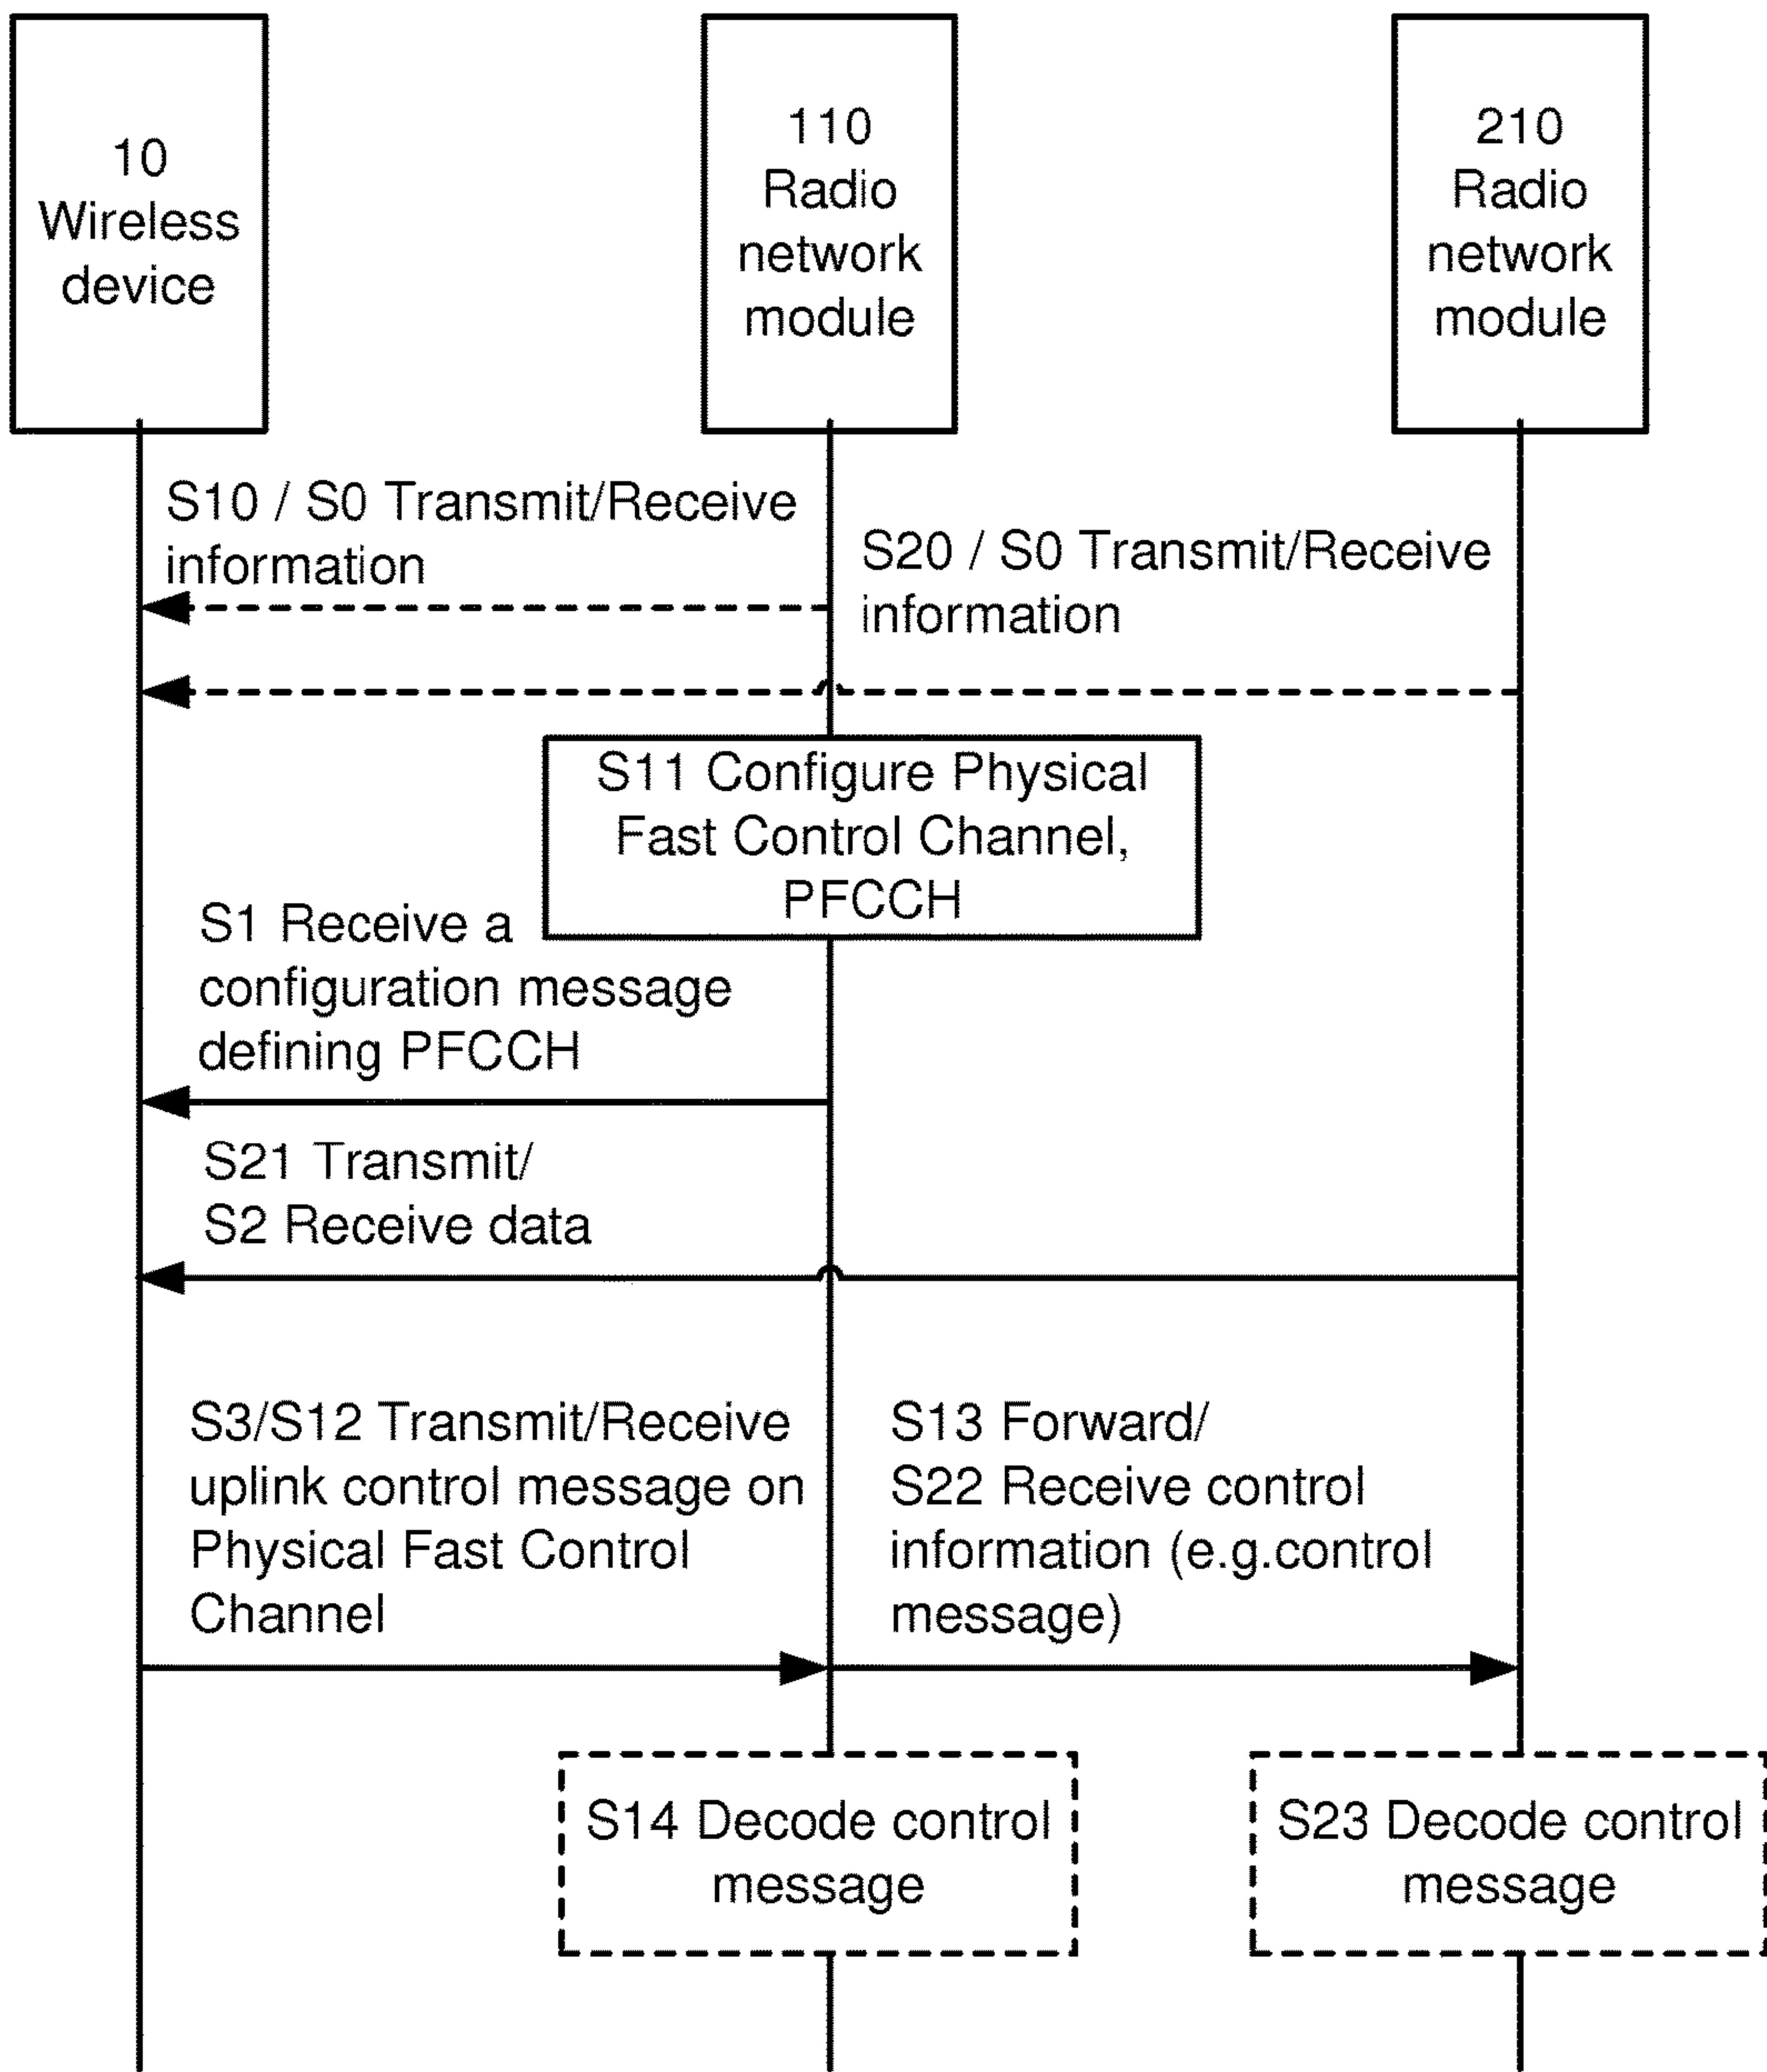 10
Wireless
device
110
Radio
network
module
210
Radio
network
module
S10 / S0 Transmit/Receive
information
S20 / S0 Transmit/Receive
information
S11 Configure Physical
Fast Control Channel,
PFCCH
S1 Receive a
configuration message
defining PFCCH
S21 Transmit/
S2 Receive data
S3/S12 Transmit/Receive
uplink control message on
Physical Fast Control
Channel
S13 Forward/
S22 Receive control
information (e.g.control
message)
S14 Decode control
message
S23 Decode control
message